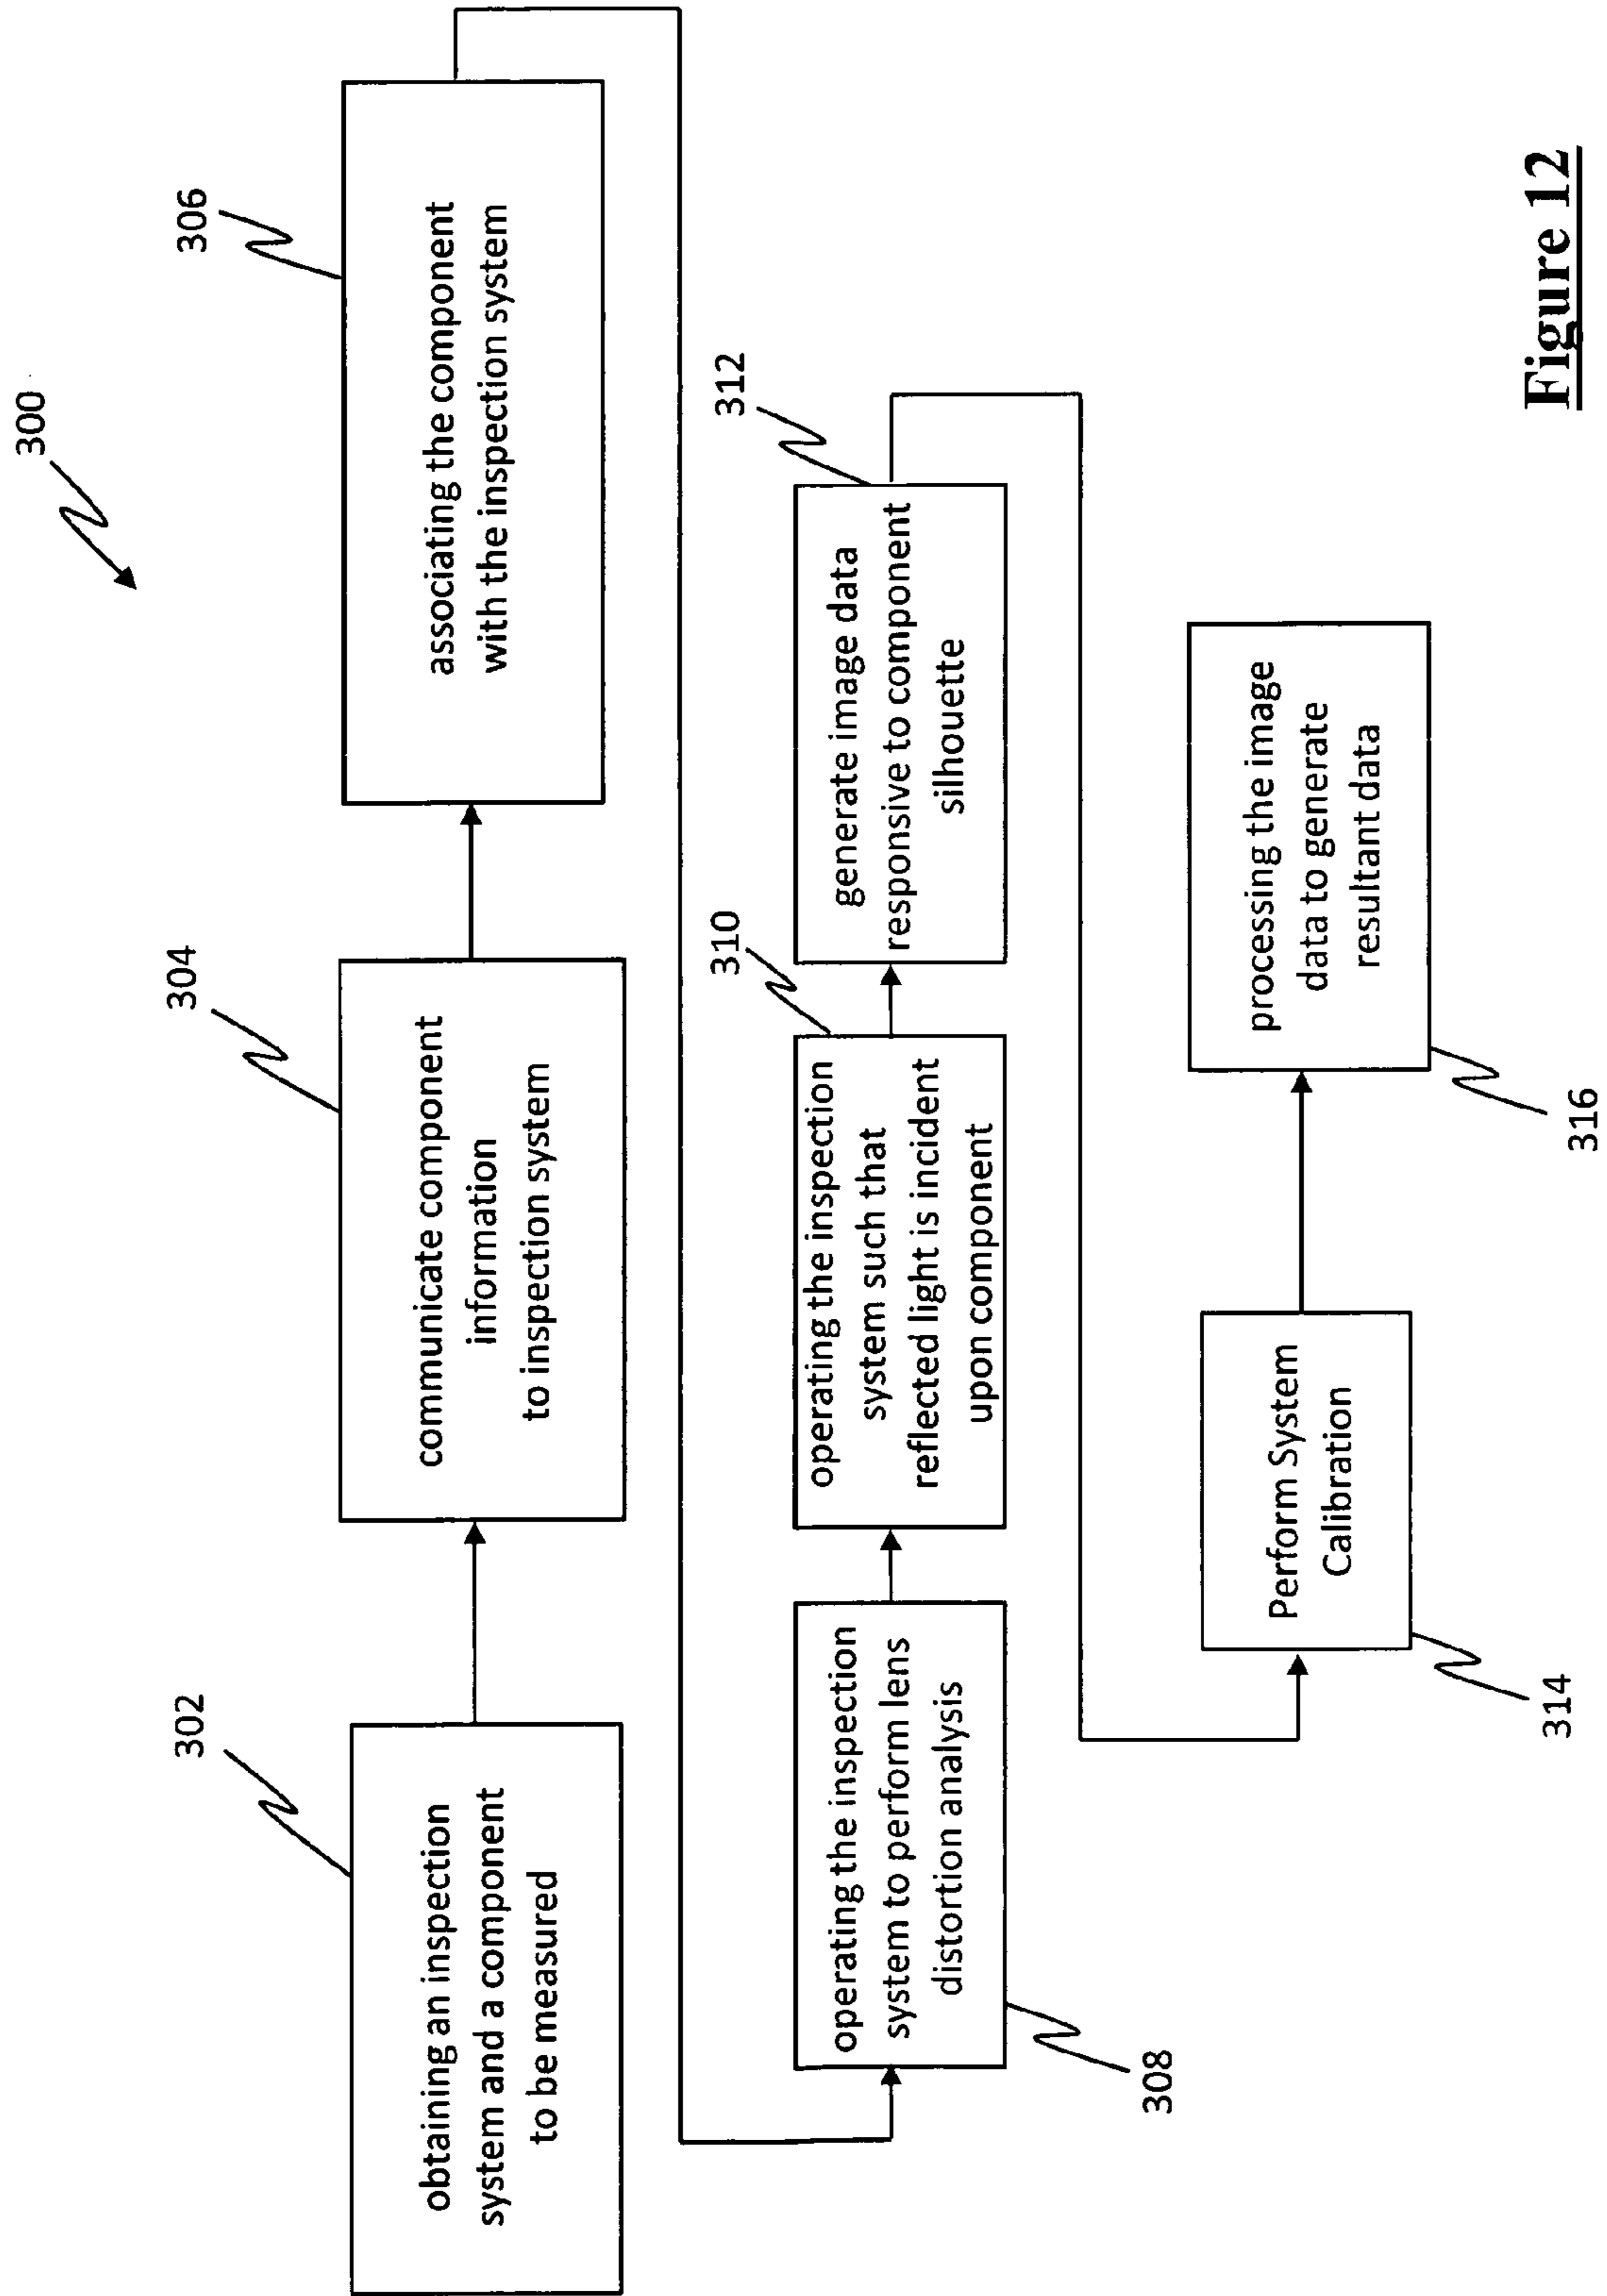 300
302
obtaining an inspection
system and a component
to be measured
304
communicate component
information
to inspection system
306
associating the component
with the inspection system
308
operating the inspection
system to perform lens
distortion analysis
310
operating the inspection
system such that
reflected light is incident
upon component
312
generate image data
responsive to component
silhouette
314
Perform System
Calibration
316
processing the image
data to generate
resultant data
Figure 12